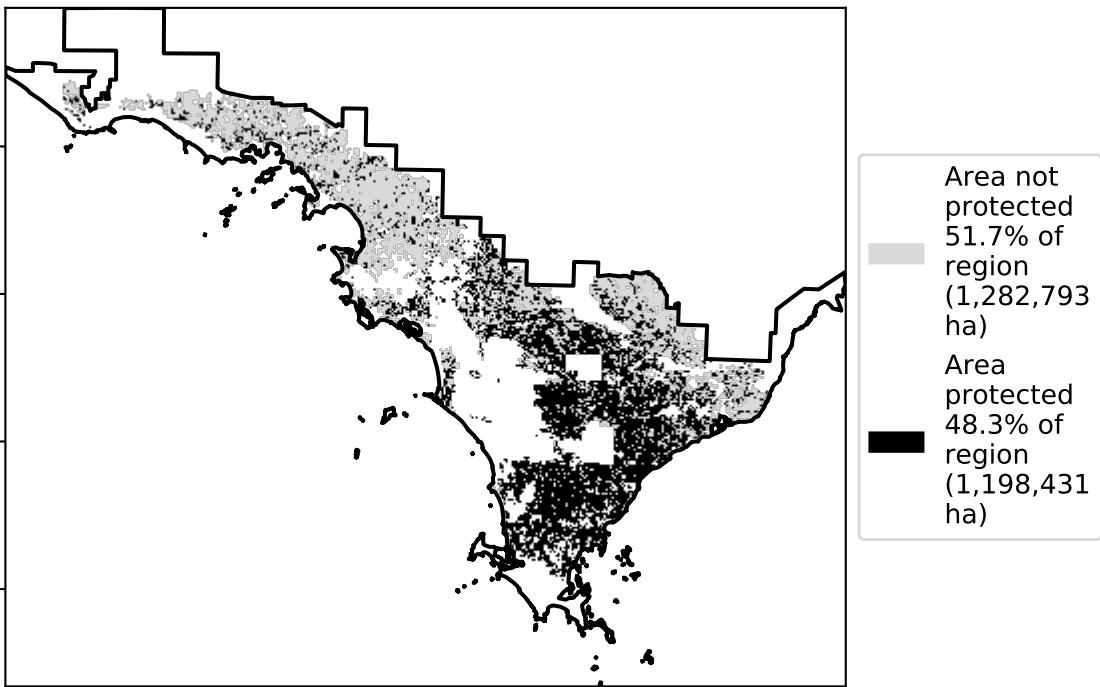 Area not
protected
51.7% of
region
(1,282,793
ha)
Area
protected
48.3% of
region
(1,198,431
ha)